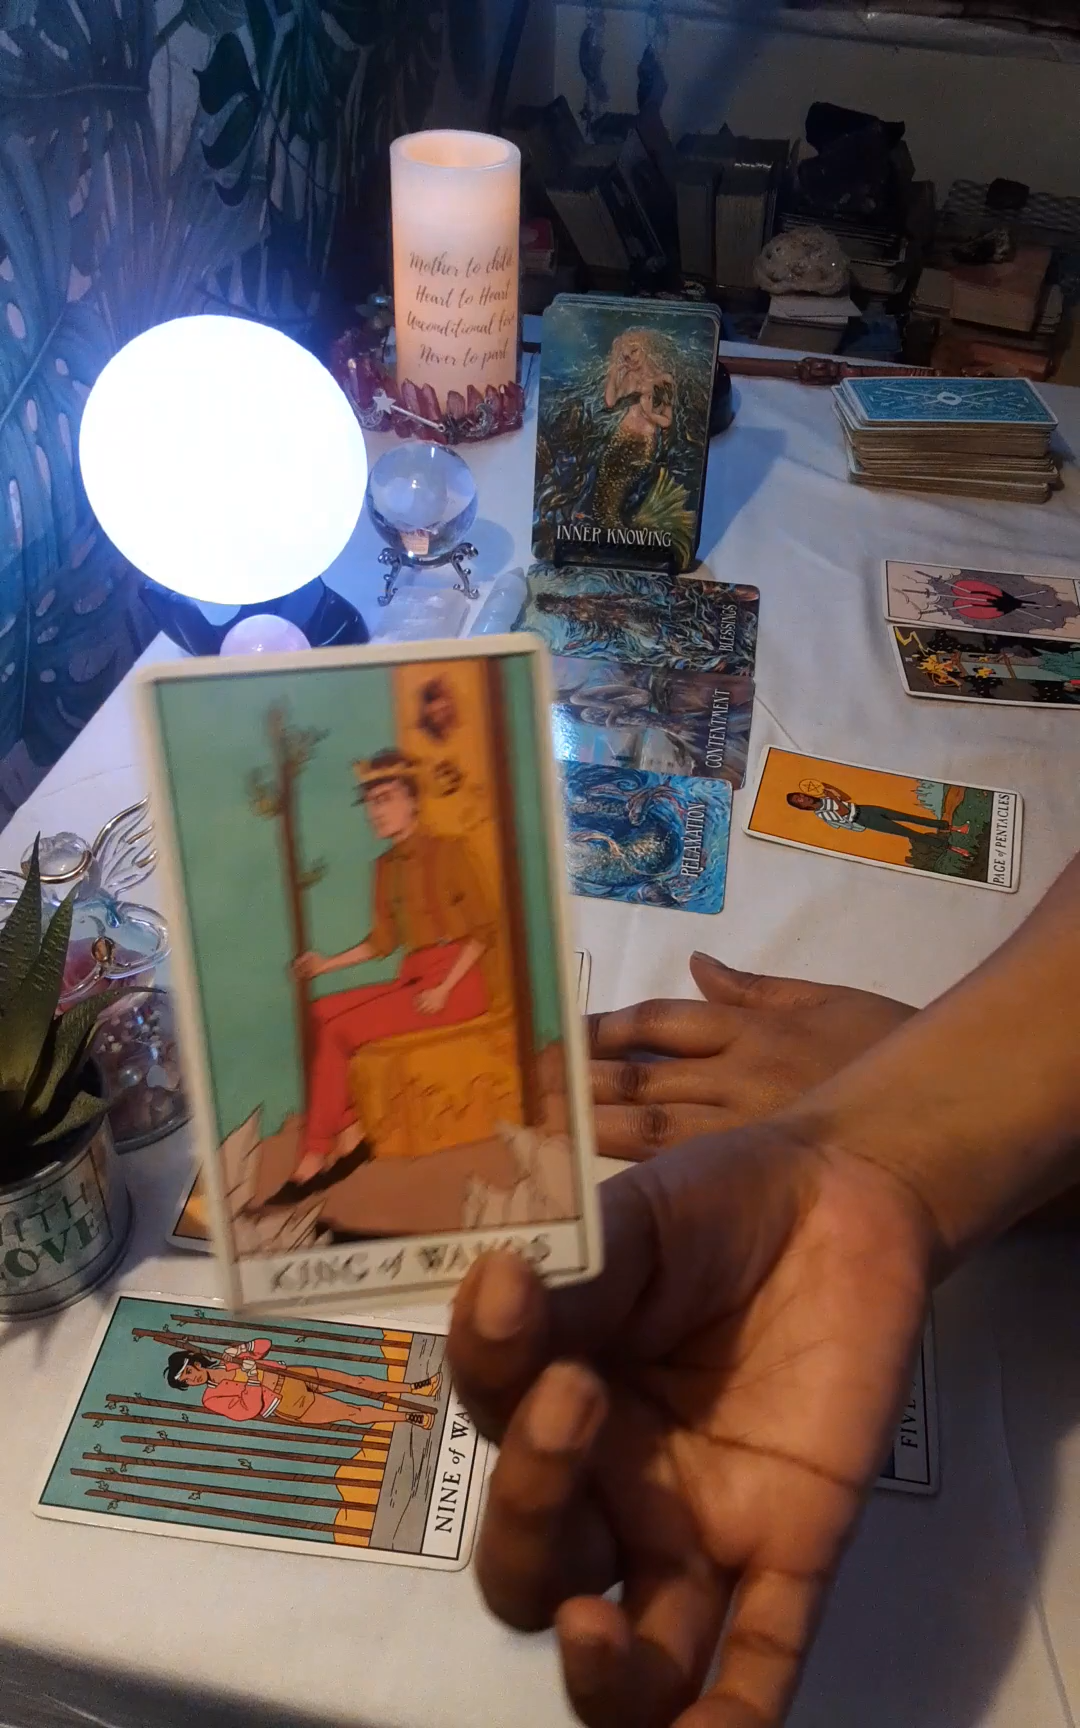 Mother to child
Heart to Heart
Unconditional
Never to part
INNER KNOWING
BLESSINGS
CONTENTMENT
RELAXATION
PAGE of PENTACLES
KING of WANDS
WITH
LOVE
NINE of WA
FIVE